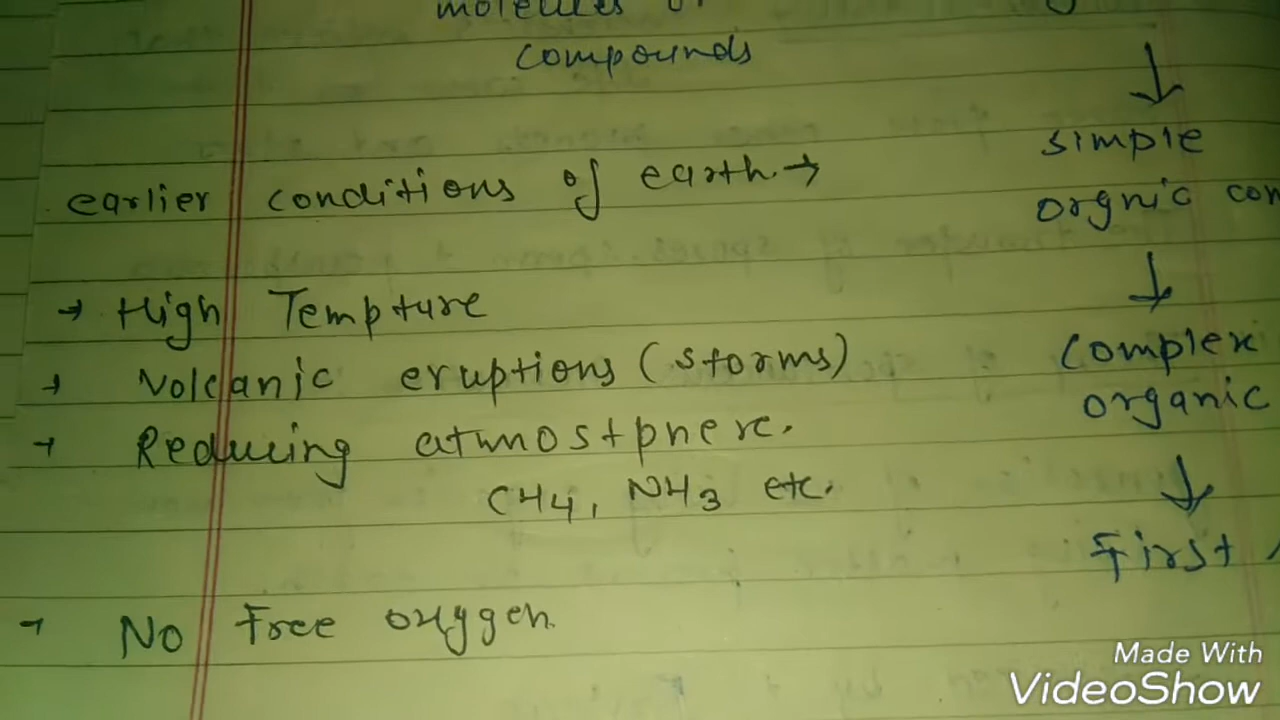 molecules
compounds
earlier conditions of earth →
→ High Tempture
→ Volcanic eruptions (storms)
→ Reducing atmostphere.
CH4, NH3 etc.
→ No Free oxygen.
↓
simple
orgnic
↓
complex
organic
↓
First
Made With
VideoShow